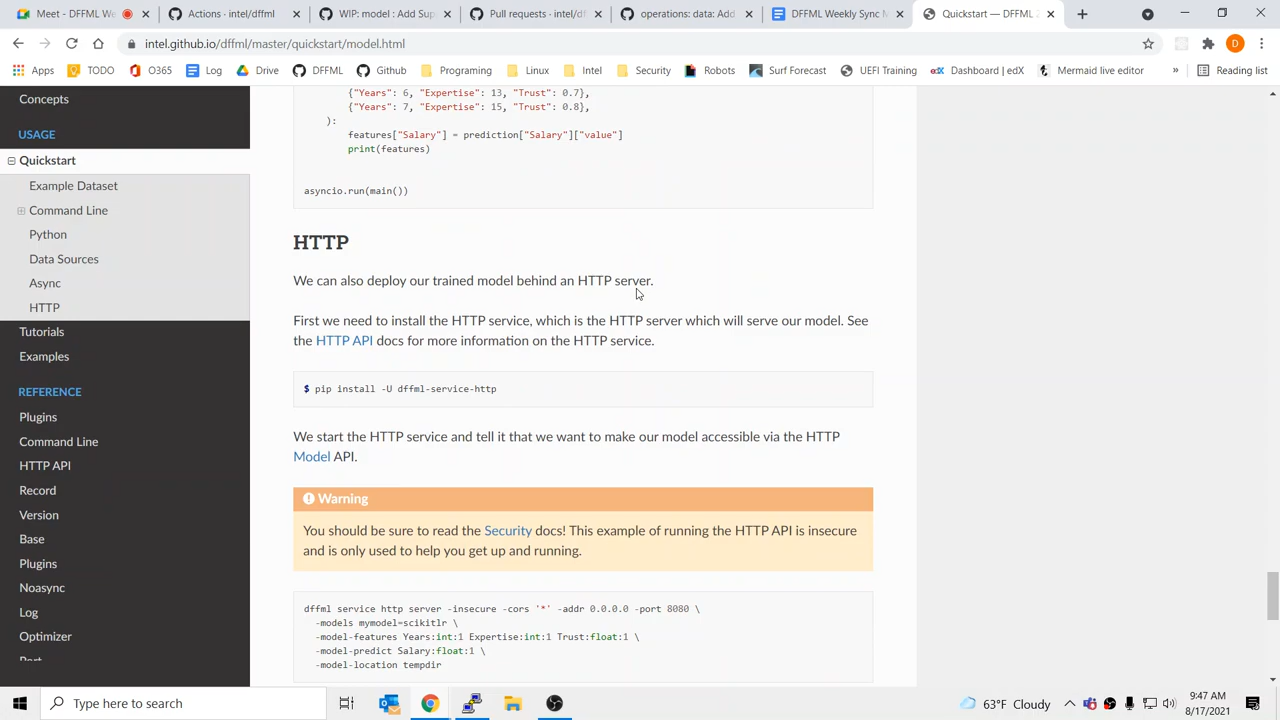 Meet – DFFML We
Actions · intel/dffml
WIP: model : Add Sup
Pull requests · intel/df
operations: data: Add
DFFML Weekly Sync M
Quickstart — DFFML 2
intel.github.io/dffml/master/quickstart/model.html
D
Apps
TODO
O365
Log
Drive
DFFML
Github
Programing
Linux
Intel
Security
Robots
Surf Forecast
UEFI Training
edX
Dashboard | edX
Mermaid live editor
»
Reading list
Concepts
USAGE
Quickstart
Example Dataset
Command Line
Python
Data Sources
Async
HTTP
Tutorials
Examples
REFERENCE
Plugins
Command Line
HTTP API
Record
Version
Base
Plugins
Noasync
Log
Optimizer
Port
{"Years": 6, "Expertise": 13, "Trust": 0.7},
{"Years": 7, "Expertise": 15, "Trust": 0.8},
):
features["Salary"] = prediction["Salary"]["value"]
print(features)
asyncio.run(main())
HTTP
We can also deploy our trained model behind an HTTP server.
First we need to install the HTTP service, which is the HTTP server which will serve our model. See
the HTTP API docs for more information on the HTTP service.
$ pip install -U dffml-service-http
We start the HTTP service and tell it that we want to make our model accessible via the HTTP
Model API.
Warning
You should be sure to read the Security docs! This example of running the HTTP API is insecure
and is only used to help you get up and running.
dffml service http server -insecure -cors '*' -addr 0.0.0.0 -port 8080 \
-models mymodel=scikitlr \
-model-features Years:int:1 Expertise:int:1 Trust:float:1 \
-model-predict Salary:float:1 \
-model-location tempdir
Type here to search
63°F Cloudy
9:47 AM
8/17/2021